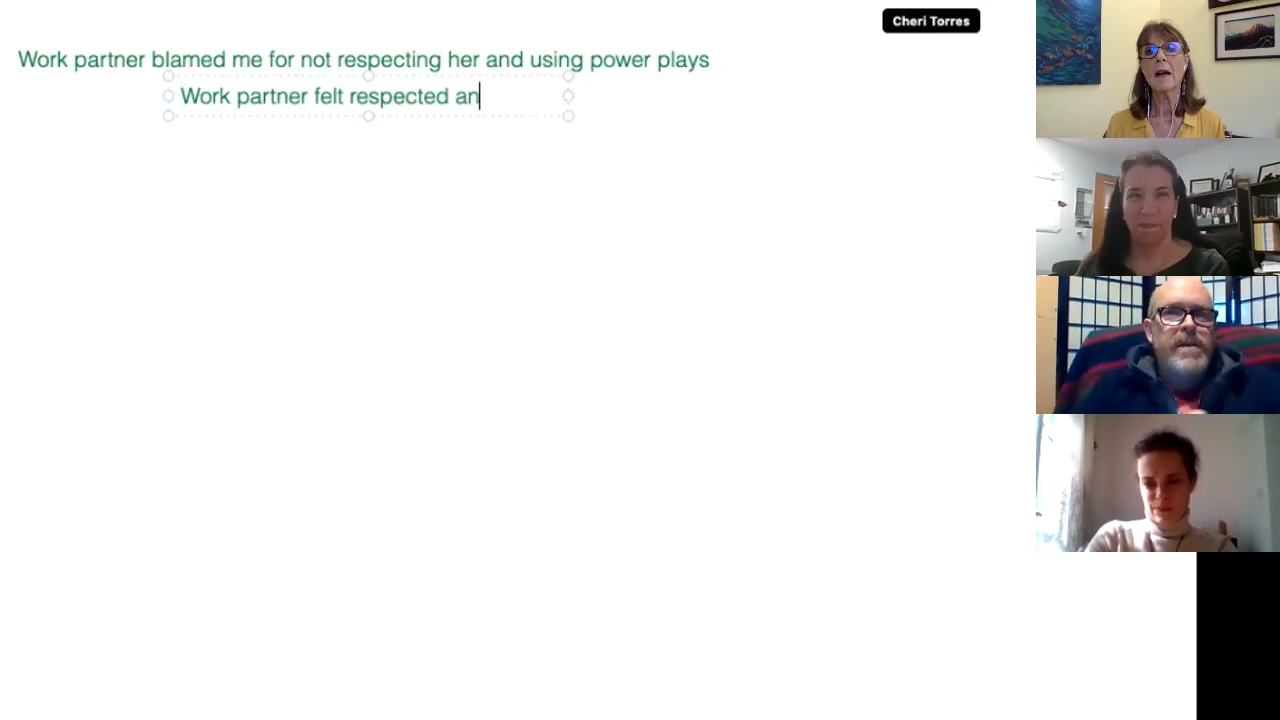 Cheri Torres
Work partner blamed me for not respecting her and using power plays
Work partner felt respected an